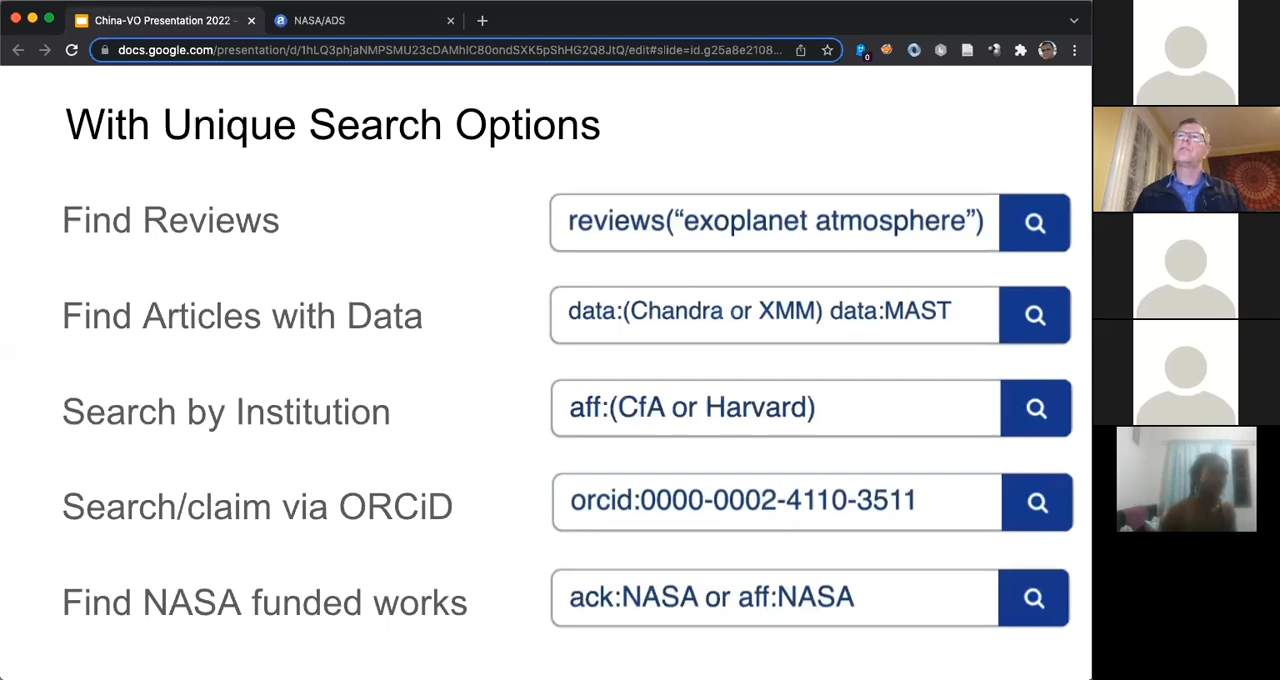 China-VO Presentation 2022 -
NASA/ADS
docs.google.com/presentation/d/1hLQ3phjaNMPSMU23cDAMhlC80ondSXK5pShHG2Q8JtQ/edit#slide=id.g25a8e2108...
0
With Unique Search Options
Find Reviews
reviews(“exoplanet atmosphere”)
Find Articles with Data
data:(Chandra or XMM) data:MAST
Search by Institution
aff:(CfA or Harvard)
Search/claim via ORCiD
orcid:0000-0002-4110-3511
Find NASA funded works
ack:NASA or aff:NASA